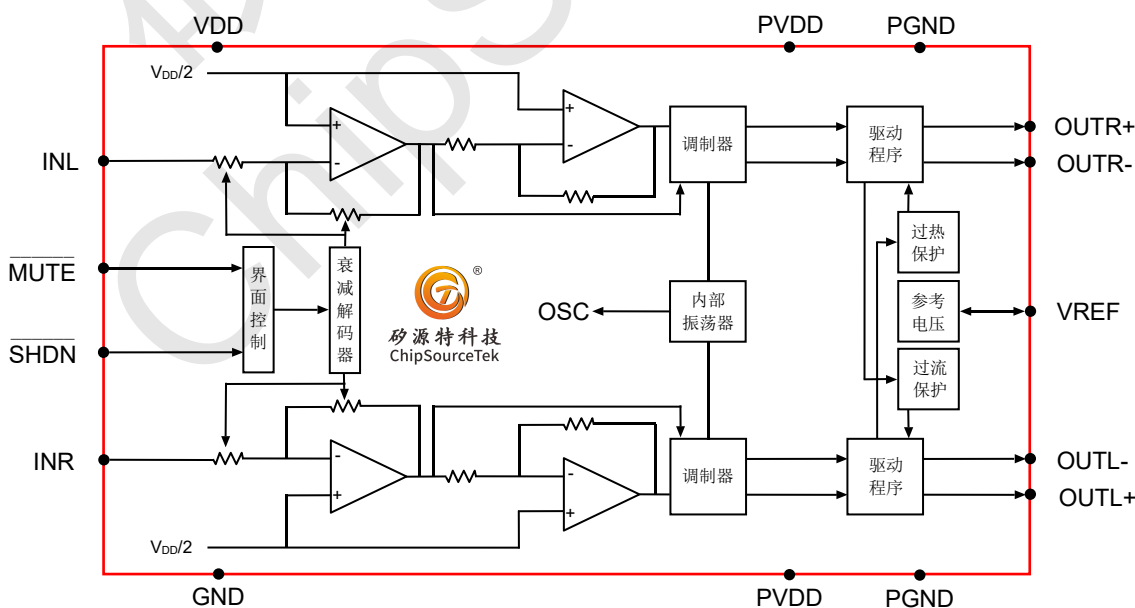 VDD
PVDD
PGND
VDD/2
+
-
+
-
调制器
驱动
程序
OUTR+
OUTR-
INL
MUTE
SHDN
界面控制
衰减解码器
®
矽源特科技
ChipSourceTek
OSC
内部
振荡器
过热
保护
参考
电压
VREF
过流
保护
INR
-
+
-
+
调制器
驱动
程序
OUTL-
OUTL+
VDD/2
GND
PVDD
PGND
ChipS